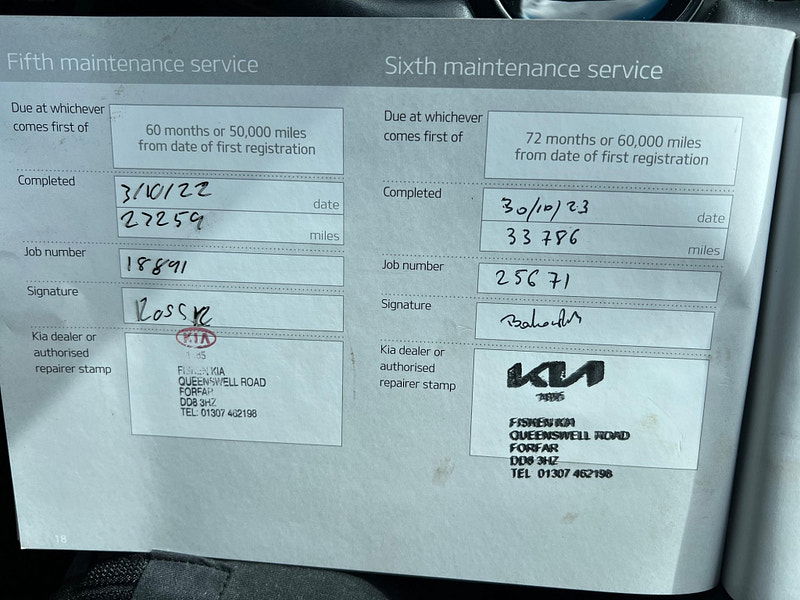 Fifth maintenance service
Due at whichever
comes first of
60 months or 50,000 miles
from date of first registration
Completed
3/10/22
date
27259
miles
Job number
18891
Signature
ROSS R
Kia dealer or
authorised
repairer stamp
KIA
FISKEN KIA
QUEENSWELL ROAD
FORFAR
DD8 3HZ
TEL: 01307 462198
18
Sixth maintenance service
Due at whichever
comes first of
72 months or 60,000 miles
from date of first registration
Completed
30/10/23
date
33786
miles
Job number
25671
Signature
Kia dealer or
authorised
repairer stamp
KIA
FISKEN KIA
QUEENSWELL ROAD
FORFAR
DD8 3HZ
TEL 01307 462198